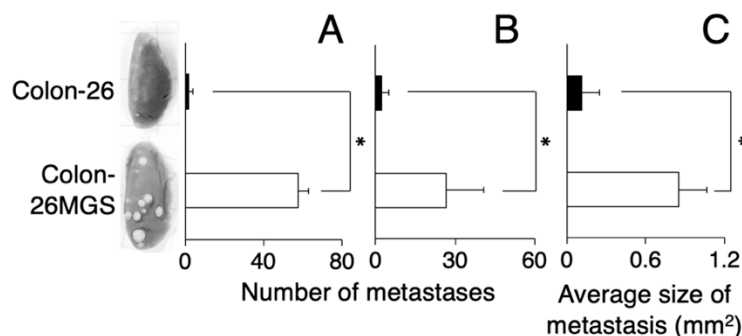 A
B
C
Colon-26
*
*
*
Colon-
26MGS
0 40 80
0 30 60
0 0.6 1.2
Number of metastases
Average size of
metastasis (mm²)